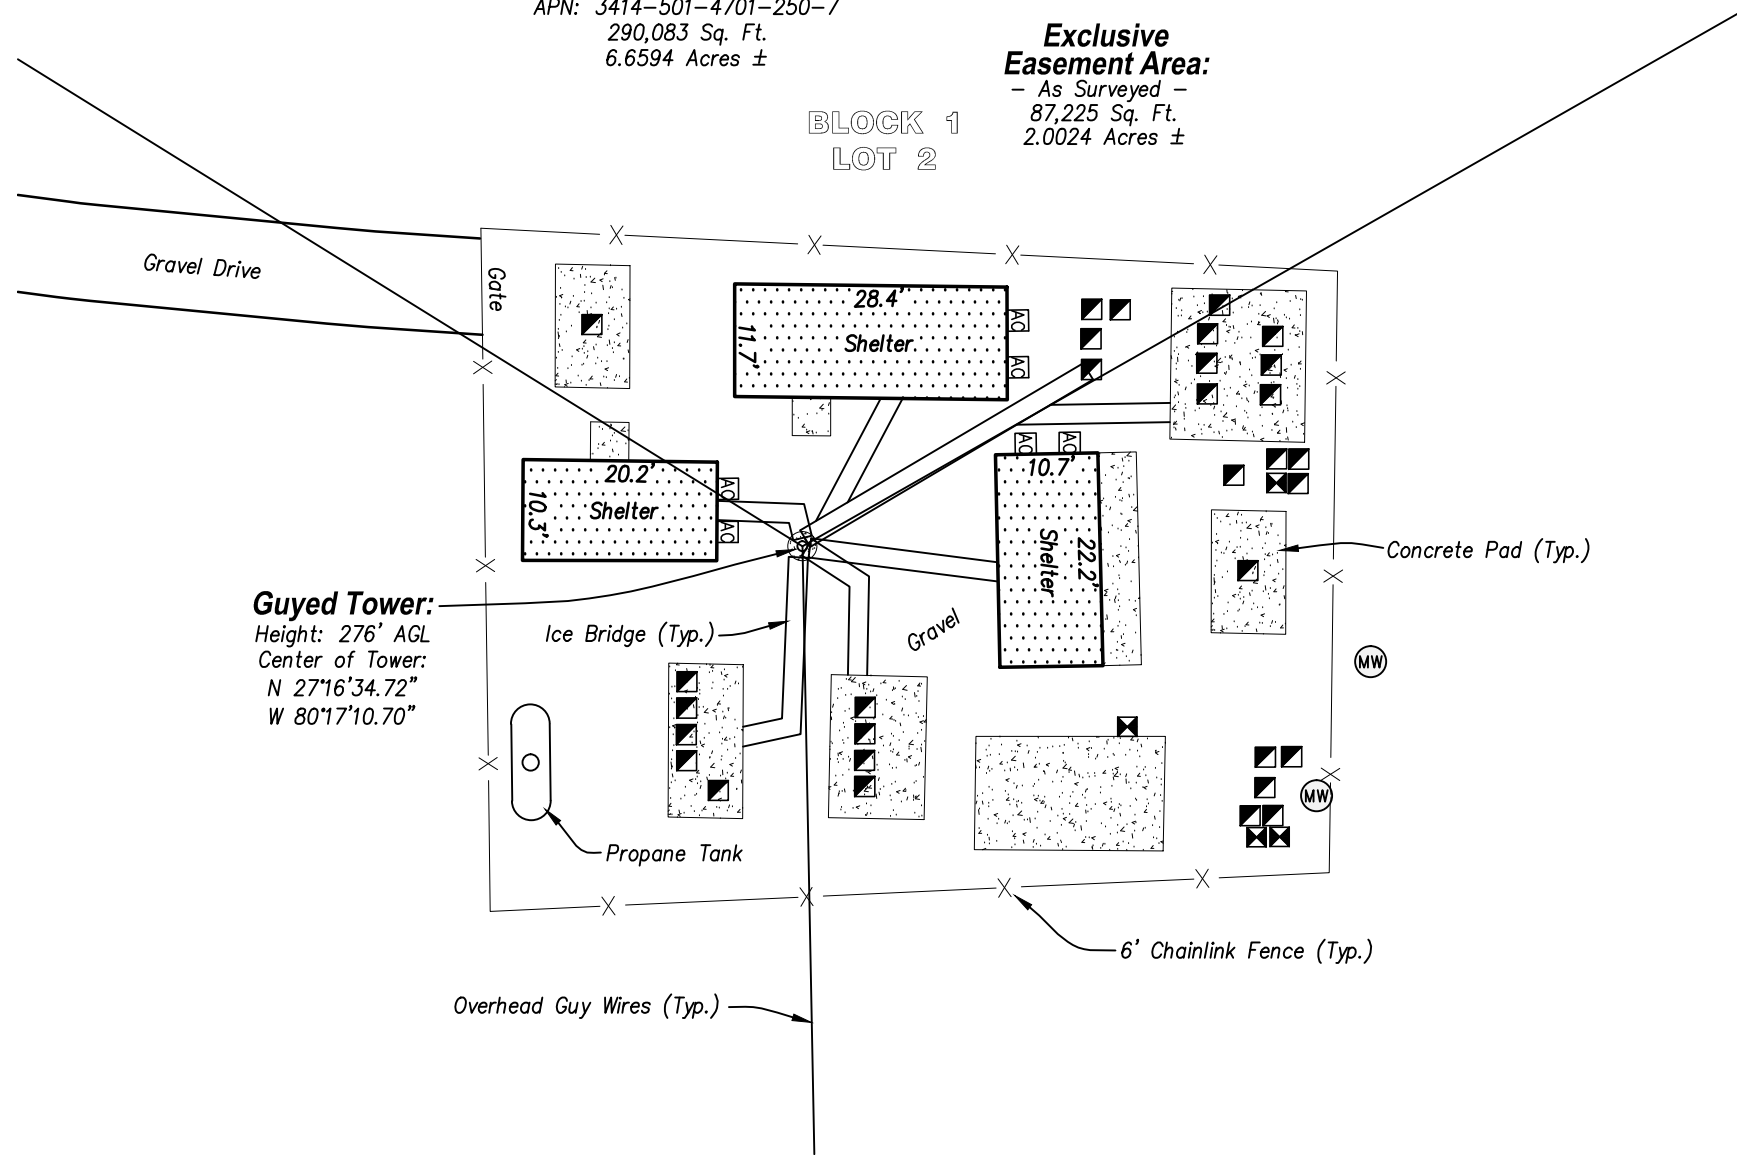 APN: 3414-501-4701-250-7
290,083 Sq. Ft.
6.6594 Acres ±
Exclusive
Easement Area:
- As Surveyed -
87,225 Sq. Ft.
2.0024 Acres ±
BLOCK 1
LOT 2
Gravel Drive
Gate
28.4'
11.7'
Shelter
AC
AC
20.2'
10.3'
Shelter
AC
AC
AC
AC
10.7'
22.2'
Shelter
Concrete Pad (Typ.)
Guyed Tower:
Height: 276' AGL
Center of Tower:
N 27°16'34.72"
W 80°17'10.70"
Ice Bridge (Typ.)
Gravel
MW
MW
Propane Tank
6' Chainlink Fence (Typ.)
Overhead Guy Wires (Typ.)